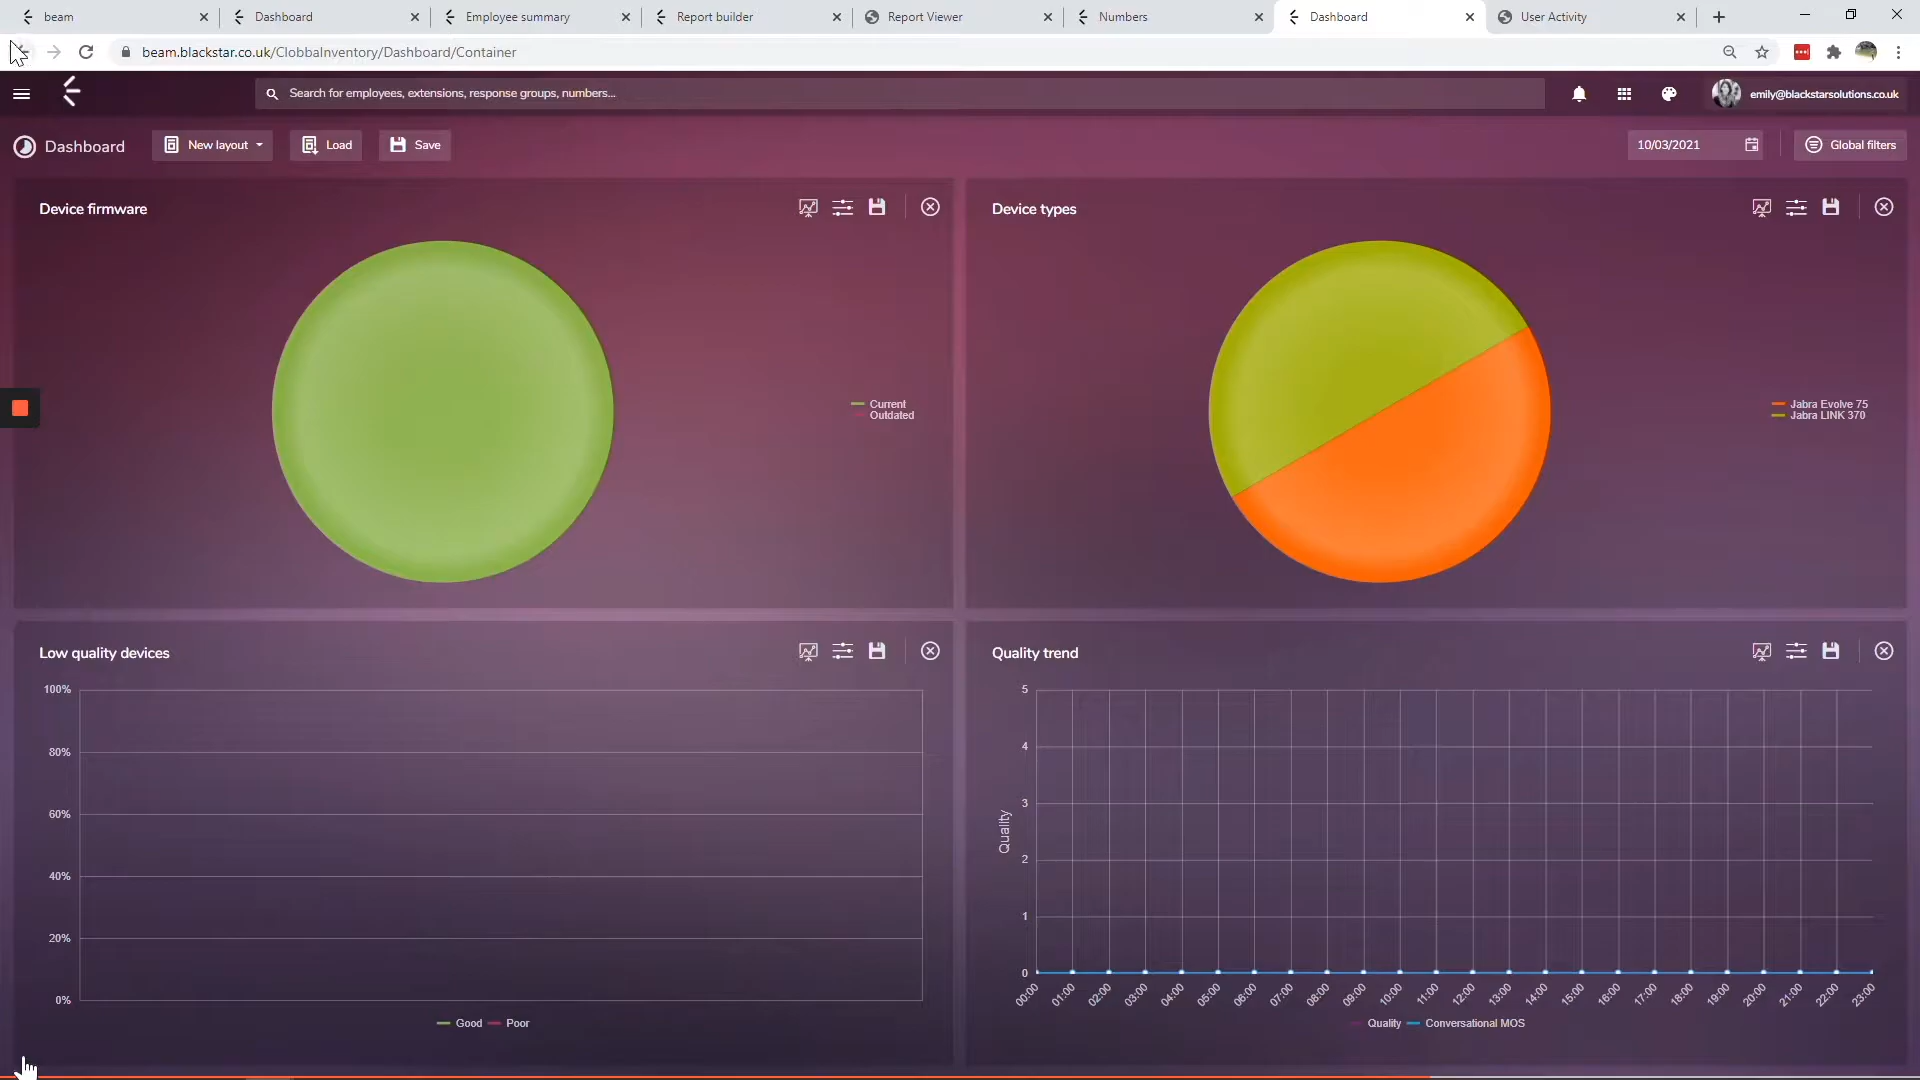 beam
Dashboard
Employee summary
Report builder
Report Viewer
Numbers
Dashboard
User Activity
beam.blackstar.co.uk/ClobbaInventory/Dashboard/Container
Search for employees, extensions, response groups, numbers...
emily@blackstarsolutions.co.uk
Dashboard
New layout
Load
Save
10/03/2021
Global filters
Device firmware
Current
Outdated
Device types
Jabra Evolve 75
Jabra LINK 370
Low quality devices
100%
80%
60%
40%
20%
0%
Good
Poor
Quality trend
Quality
5
4
3
2
1
0
00:00 01:00 02:00 03:00 04:00 05:00 06:00 07:00 08:00 09:00 10:00 11:00 12:00 13:00 14:00 15:00 16:00 17:00 18:00 19:00 20:00 21:00 22:00 23:00
Quality
Conversational MOS